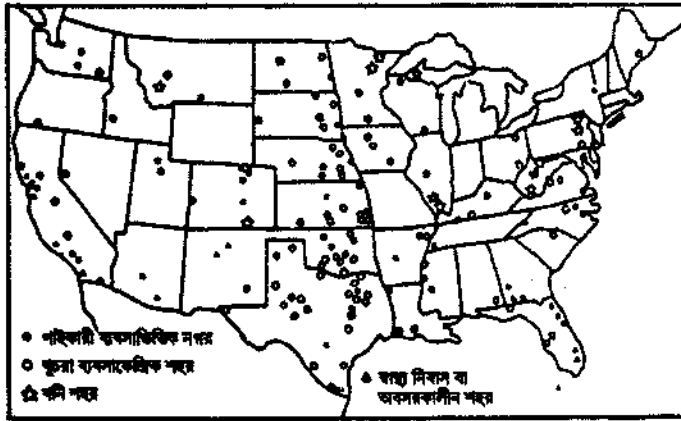 পাইকারী ব্যবসাভিত্তিক নগর
খুচরা ব্যবসাকেন্দ্রিক শহর
খনি শহর
স্বাস্থ্য নিবাস বা
অবসরকালীন শহর